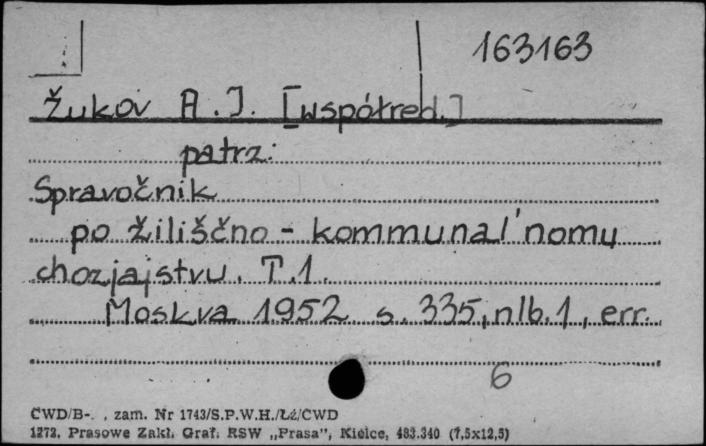 163163
Žukov A.J. [współred.]
patrz:
Spravočnik
po žiliščno-kommunal'nomu
chozjajstvu. T.1.
Moskva 1952 s. 335, nlb. 1, err.
6
CWD/B-. , zam. Nr 1743/S.P.W.H./Łź/CWD
1272. Prasowe Zakł. Graf. RSW „Prasa”, Kielce, 483.340 (7,5x12,5)